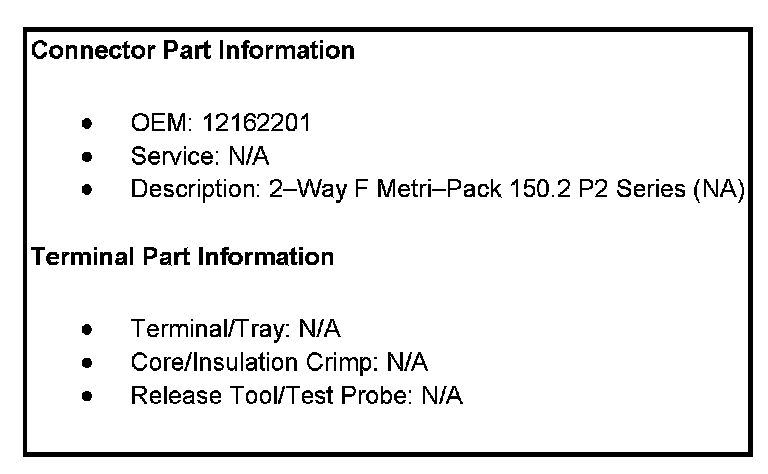 Connector Part Information
● OEM: 12162201
● Service: N/A
● Description: 2–Way F Metri–Pack 150.2 P2 Series (NA)
Terminal Part Information
● Terminal/Tray: N/A
● Core/Insulation Crimp: N/A
● Release Tool/Test Probe: N/A